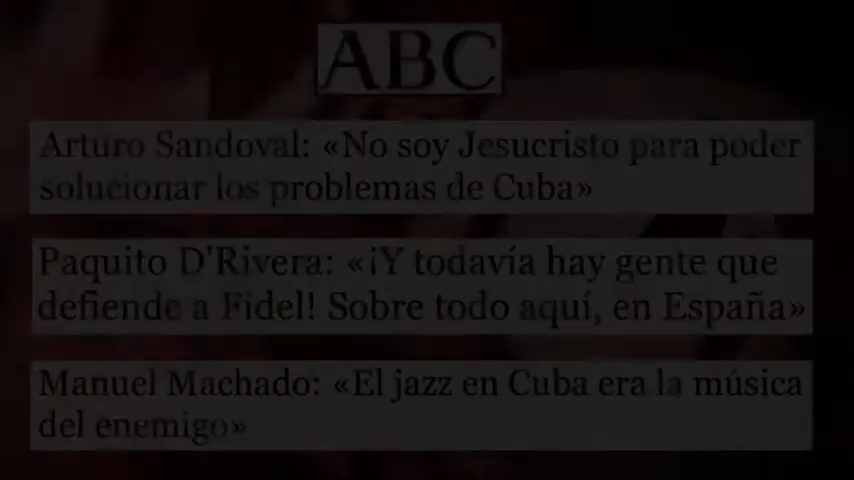 ABC
Arturo Sandoval: «No soy Jesucristo para poder
solucionar los problemas de Cuba»
Paquito D'Rivera: «¡Y todavía hay gente que
defiende a Fidel! Sobre todo aquí, en España»
Manuel Machado: «El jazz en Cuba era la música
del enemigo»